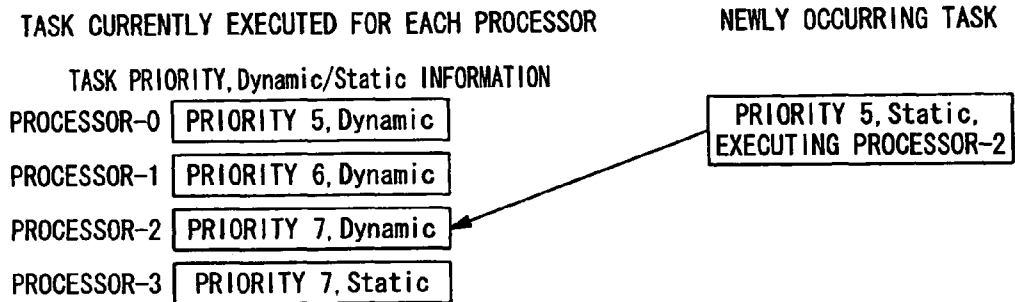 TASK CURRENTLY EXECUTED FOR EACH PROCESSOR
NEWLY OCCURRING TASK
TASK PRIORITY, Dynamic/Static INFORMATION
PROCESSOR-0 PRIORITY 5, Dynamic
PRIORITY 5, Static,
EXECUTING PROCESSOR-2
PROCESSOR-1 PRIORITY 6, Dynamic
PROCESSOR-2 PRIORITY 7, Dynamic
PROCESSOR-3 PRIORITY 7, Static